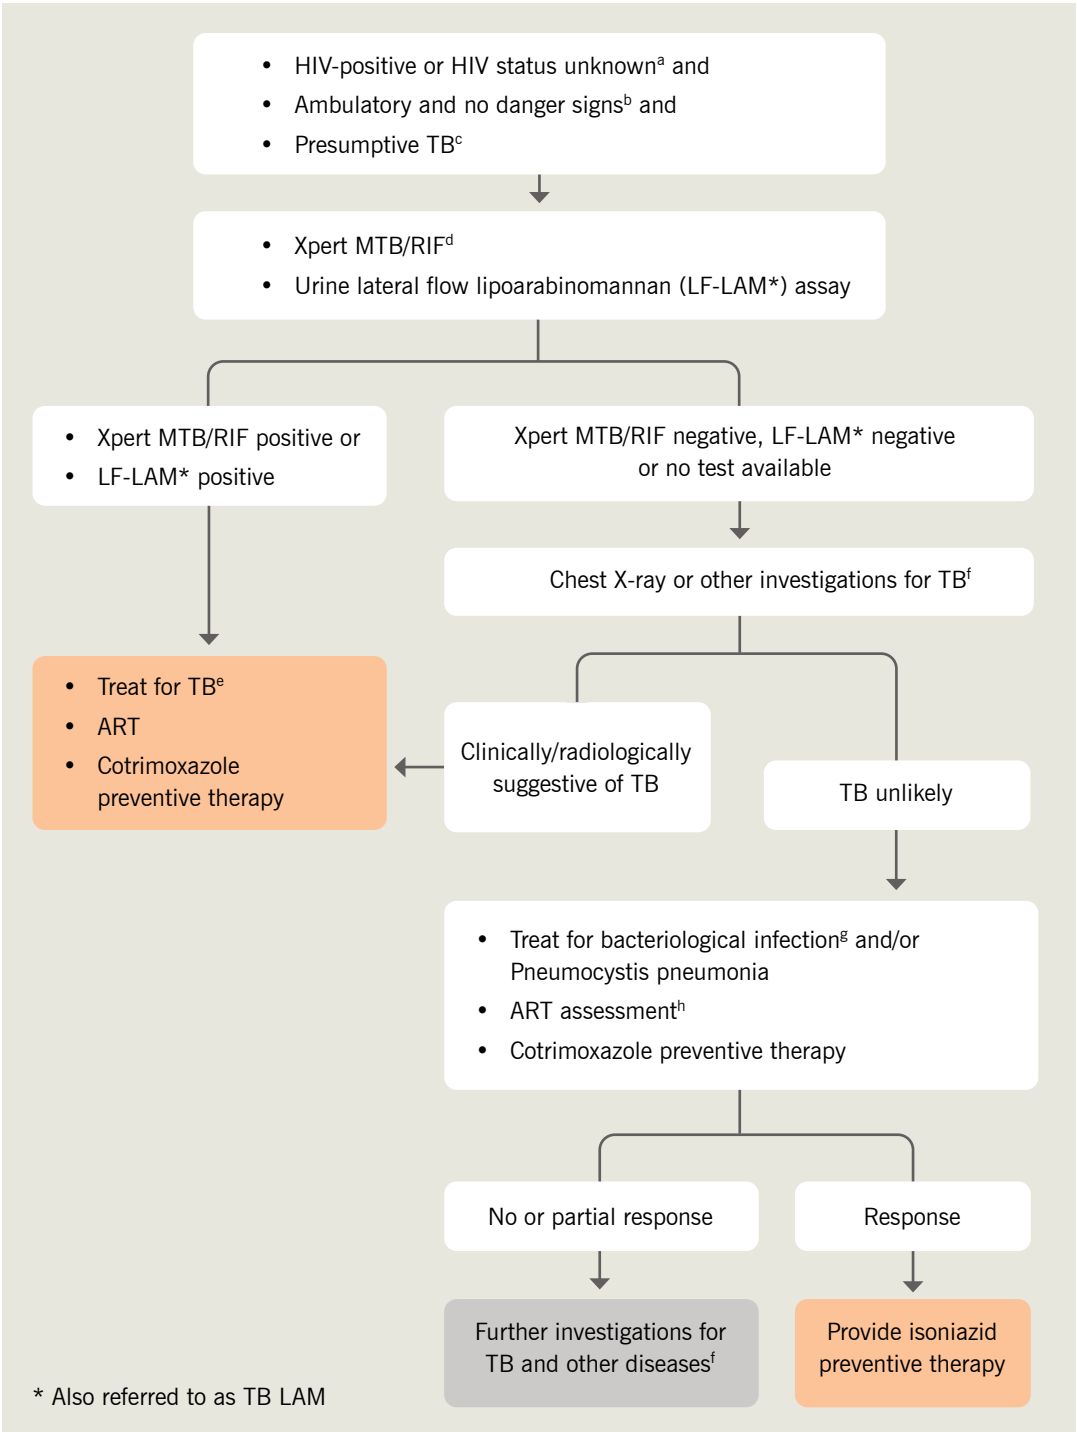 • HIV-positive or HIV status unknownᵃ and
• Ambulatory and no danger signsᵇ and
• Presumptive TBᶜ
• Xpert MTB/RIFᵈ
• Urine lateral flow lipoarabinomannan (LF-LAM*) assay
• Xpert MTB/RIF positive or
• LF-LAM* positive
Xpert MTB/RIF negative, LF-LAM* negative
or no test available
Chest X-ray or other investigations for TBᶠ
• Treat for TBᵉ
• ART
• Cotrimoxazole
preventive therapy
Clinically/radiologically
suggestive of TB
TB unlikely
• Treat for bacteriological infectionᵍ and/or
Pneumocystis pneumonia
• ART assessmentʰ
• Cotrimoxazole preventive therapy
No or partial response
Response
Further investigations for
TB and other diseasesᶠ
Provide isoniazid
preventive therapy
* Also referred to as TB LAM